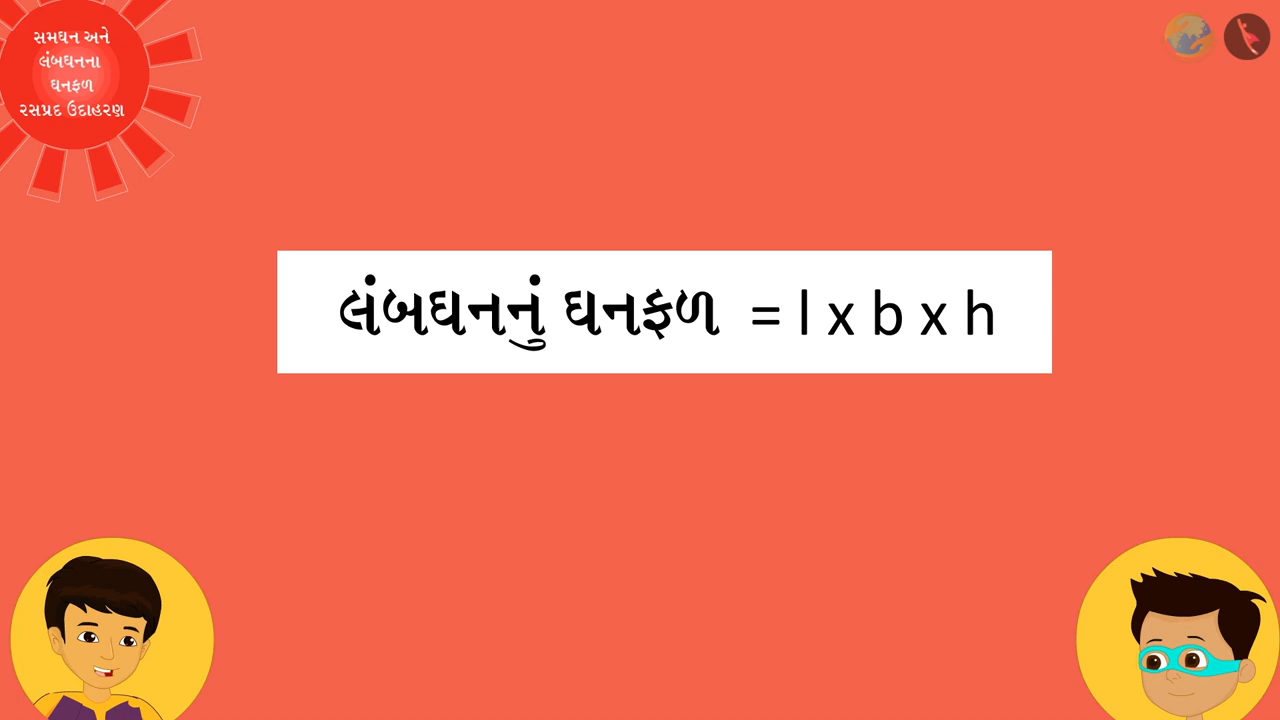 સમઘન અને
લંબઘનના
ઘનફળ
રસપ્રદ ઉદાહરણ
લંબઘનનું ઘનફળ = l x b x h